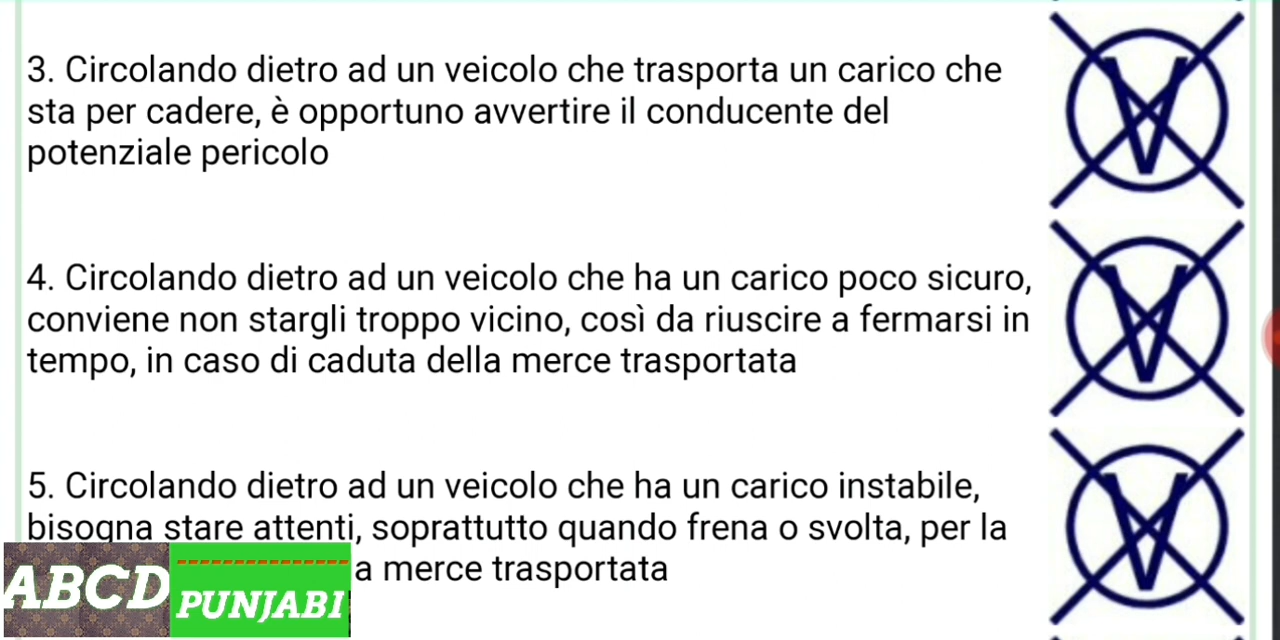 3. Circolando dietro ad un veicolo che trasporta un carico che
sta per cadere, è opportuno avvertire il conducente del
potenziale pericolo
V
4. Circolando dietro ad un veicolo che ha un carico poco sicuro,
conviene non stargli troppo vicino, così da riuscire a fermarsi in
tempo, in caso di caduta della merce trasportata
V
5. Circolando dietro ad un veicolo che ha un carico instabile,
bisogna stare attenti, soprattutto quando frena o svolta, per la
a merce trasportata
V
ABCD PUNJABI